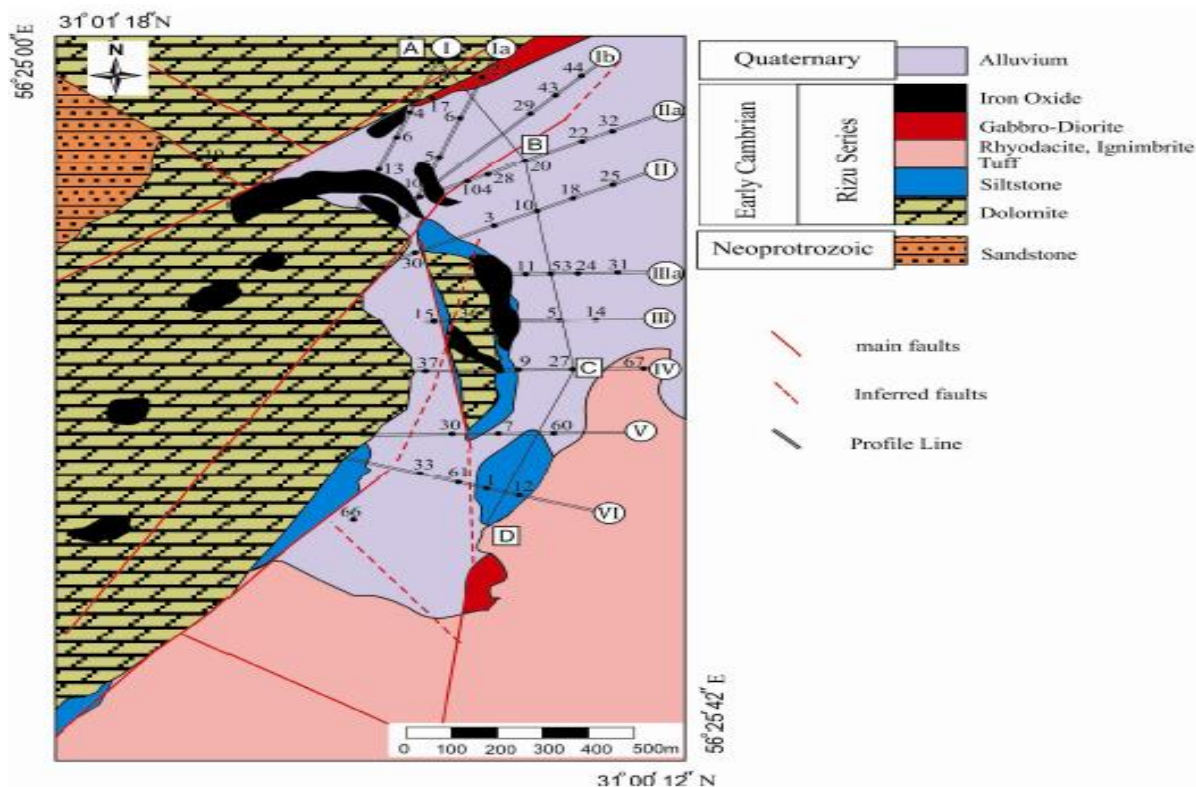 31°01'18"N
56°25'00"E
N
A I Ia
Ib
44
43
29
17
4
6
6
IIa
32
22
B
20
19
5
13
28
104
10
II
25
18
10
3
30
11 53 24 31 IIIa
15 36 5 14 III
37 9 27 C 67 IV
30 7 60 V
33
61
1
12
VI
66
D
0 100 200 300 400 500m
56°25'42"E
31°00'12"N
Quaternary
Alluvium
Early Cambrian
Rizu Series
Iron Oxide
Gabbro-Diorite
Rhyodacite, Ignimbrite
Tuff
Siltstone
Dolomite
Neoprotrozoic
Sandstone
main faults
Inferred faults
Profile Line